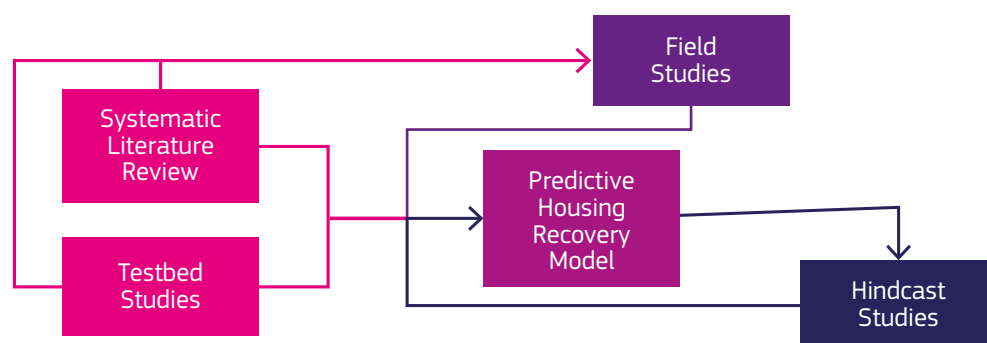 Field
Studies
Systematic
Literature
Review
Predictive
Housing
Recovery
Model
Testbed
Studies
Hindcast
Studies